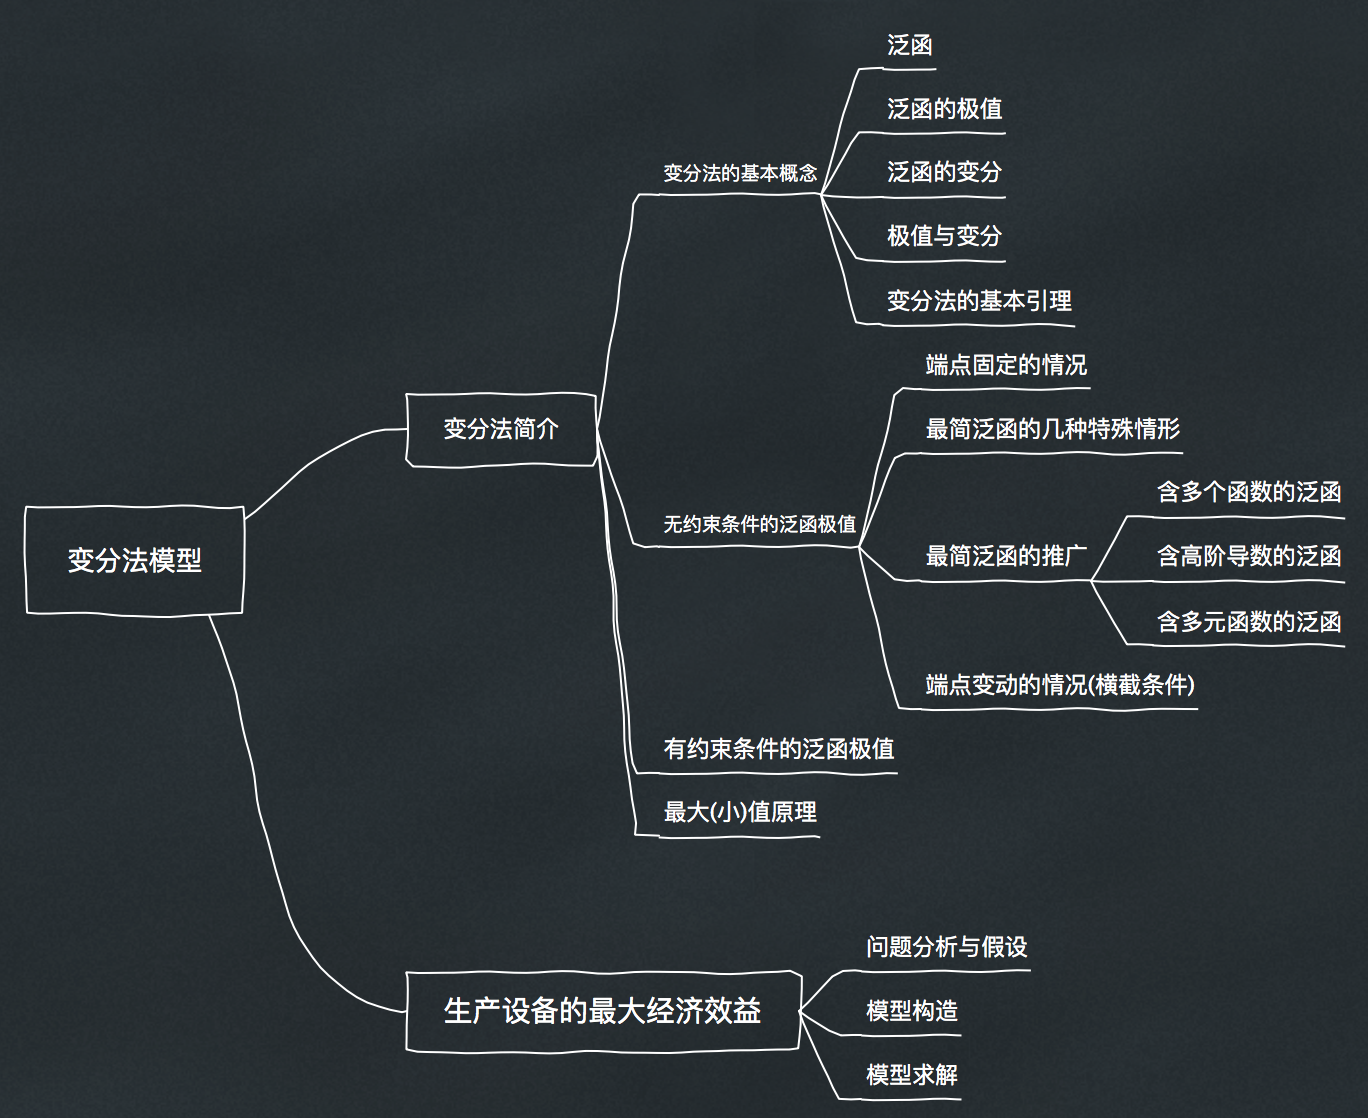 变分法模型
变分法简介
变分法的基本概念
泛函
泛函的极值
泛函的变分
极值与变分
变分法的基本引理
无约束条件的泛函极值
端点固定的情况
最简泛函的几种特殊情形
最简泛函的推广
含多个函数的泛函
含高阶导数的泛函
含多元函数的泛函
端点变动的情况(横截条件)
有约束条件的泛函极值
最大(小)值原理
生产设备的最大经济效益
问题分析与假设
模型构造
模型求解